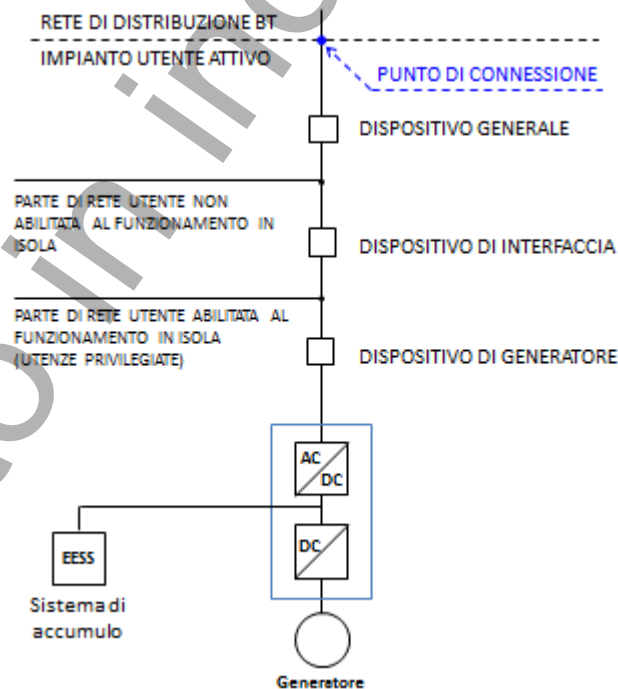 RETE DI DISTRIBUZIONE BT
IMPIANTO UTENTE ATTIVO
PUNTO DI CONNESSIONE
DISPOSITIVO GENERALE
PARTE DI RETE UTENTE NON
ABILITATA AL FUNZIONAMENTO IN
ISOLA
DISPOSITIVO DI INTERFACCIA
PARTE DI RETE UTENTE ABILITATA AL
FUNZIONAMENTO IN ISOLA
(UTENZE PRIVILEGIATE)
DISPOSITIVO DI GENERATORE
AC
DC
DC
EESS
Sistema di
accumulo
Generatore